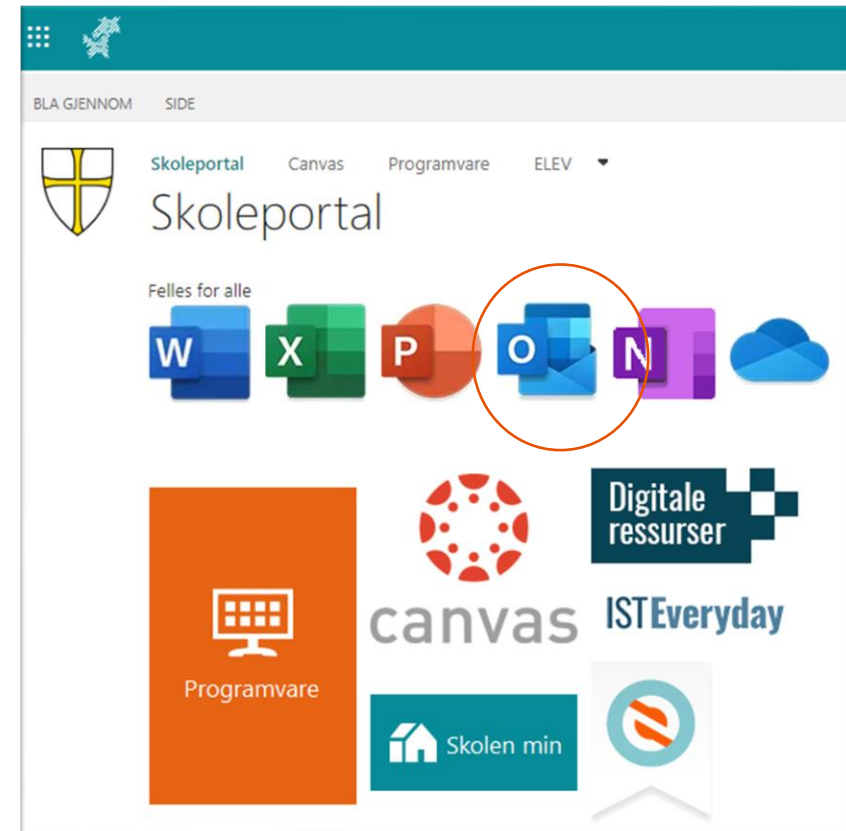 BLA GJENNOM SIDE
Skoleportal Canvas Programvare ELEV
Skoleportal
Felles for alle
W X P O N
Programvare
canvas
Digitale
ressurser
ISTEveryday
Skolen min